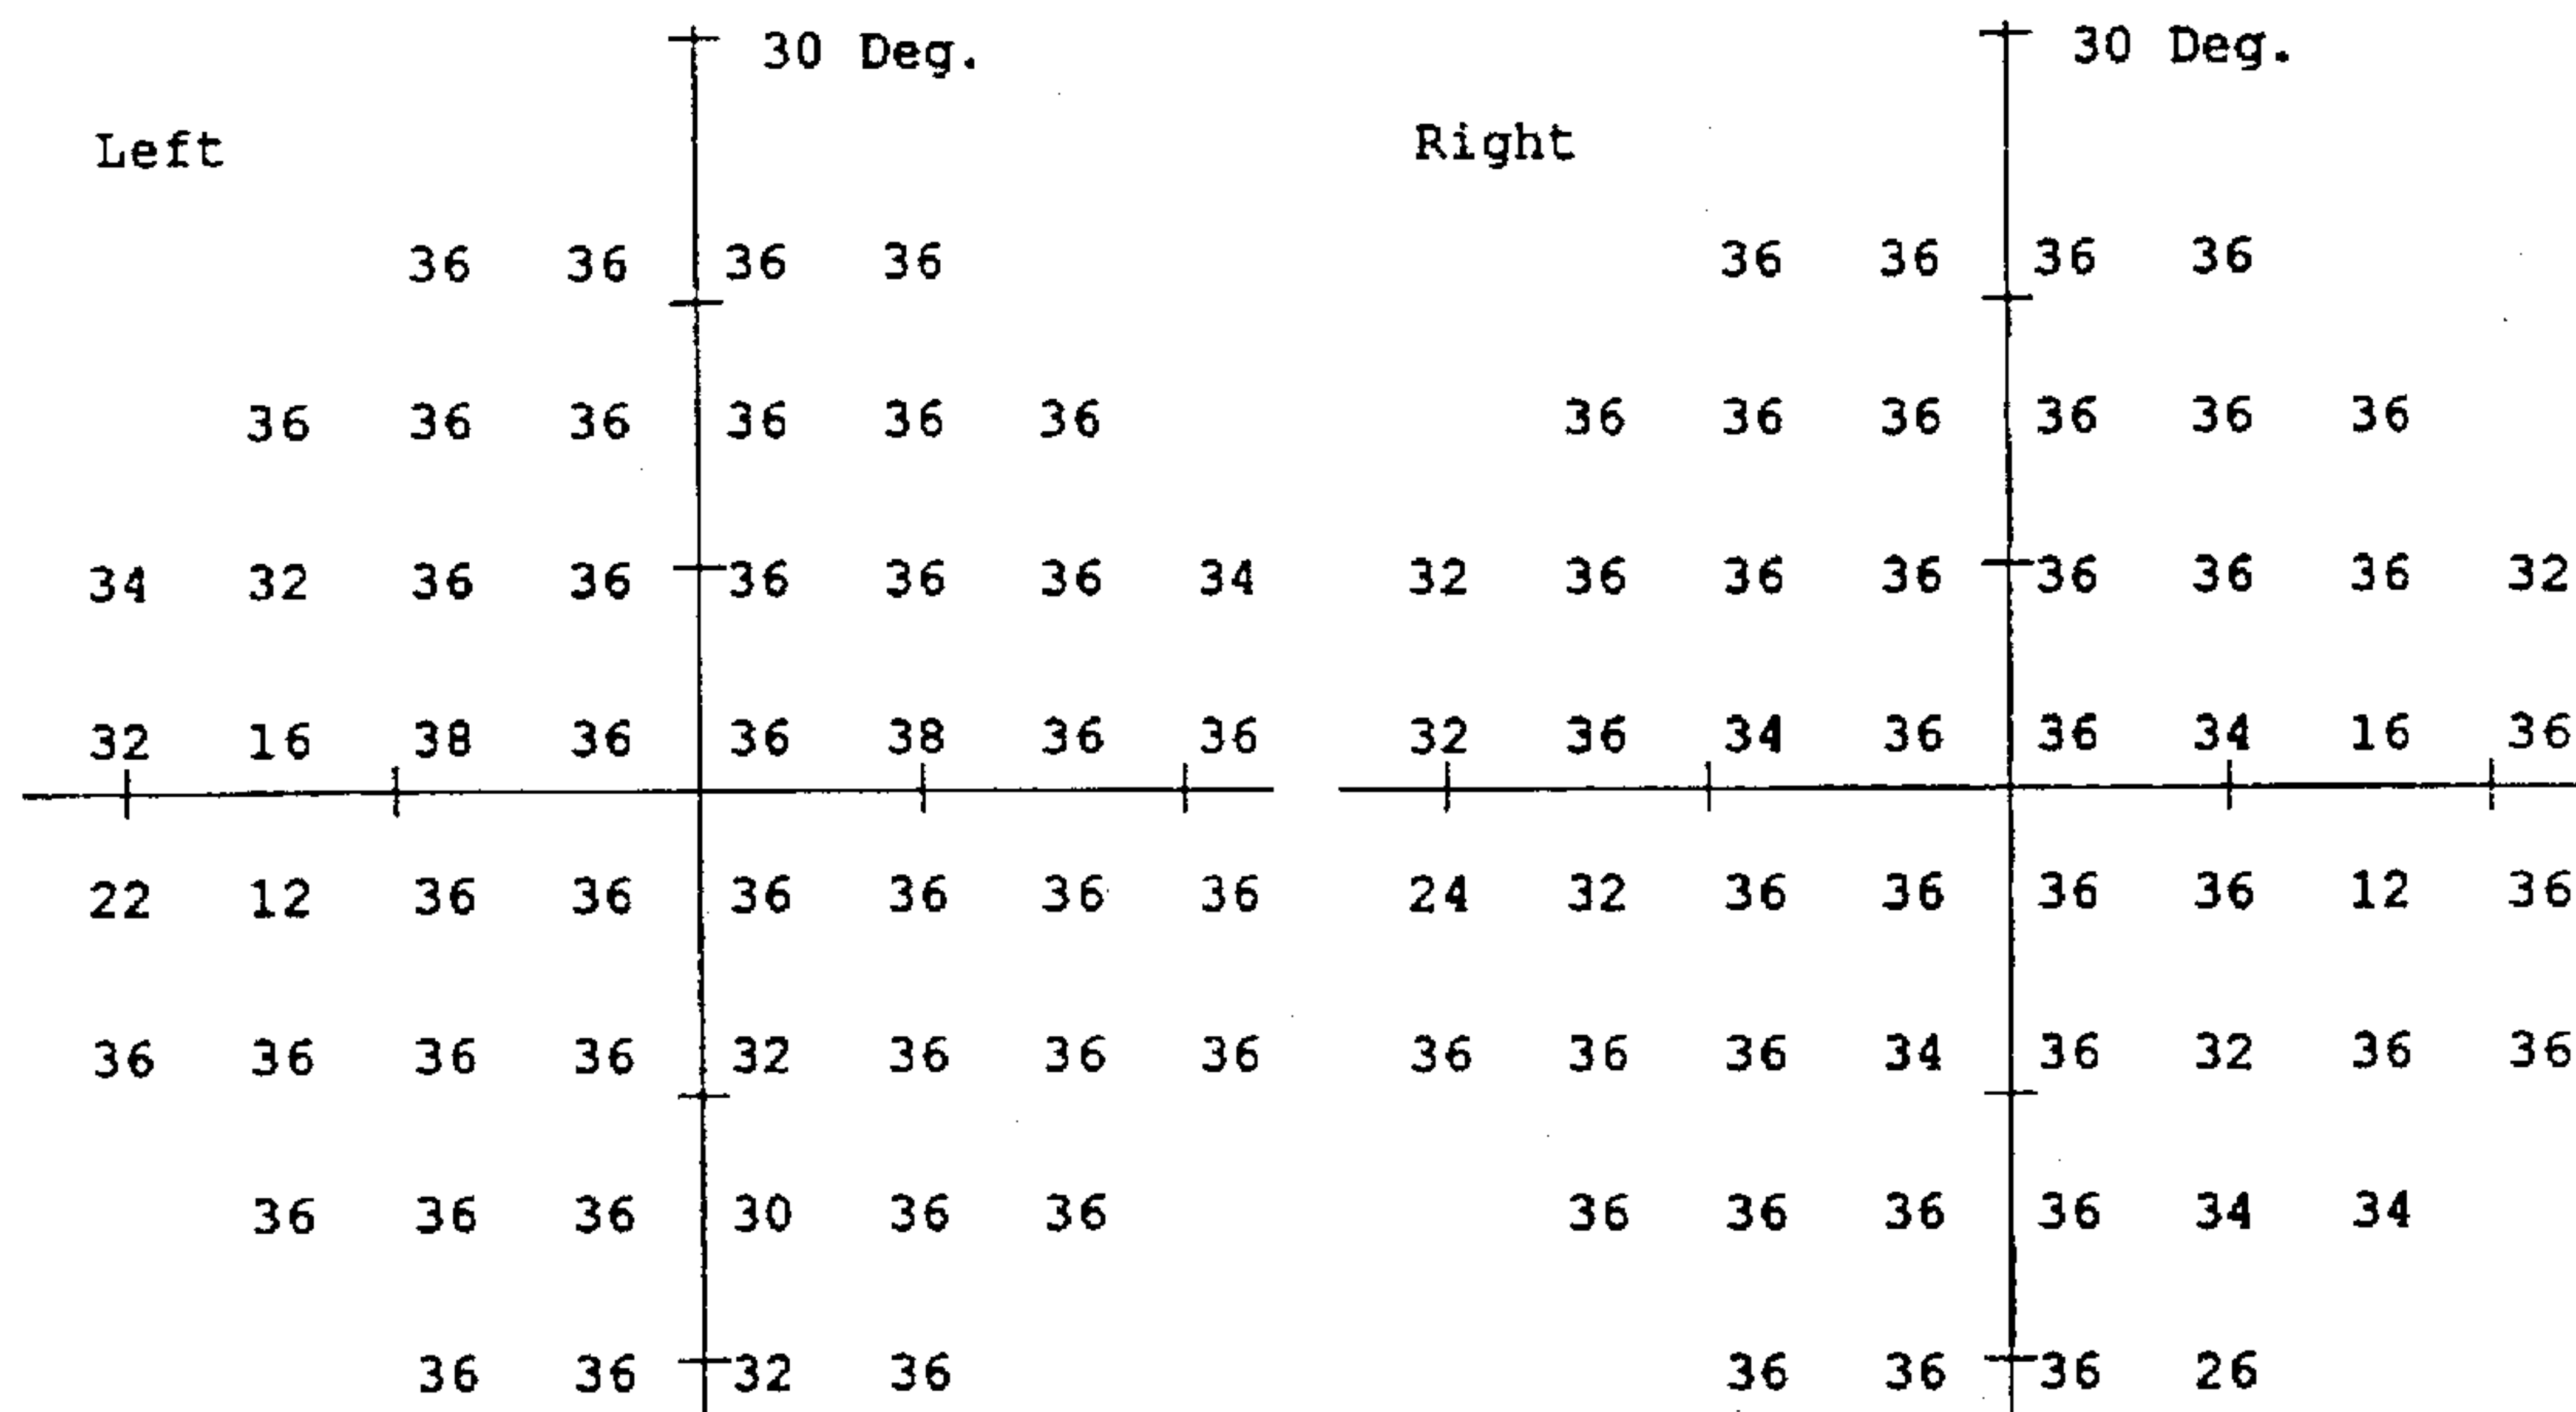 30 Deg. 30 Deg.
Left Right
36 36 36 36 36 36 36 36
36 36 36 36 36 36 36 36 36 36 36 36
34 32 36 36 36 36 36 34 32 36 36 36 36 36 36 32
32 16 38 36 36 38 36 36 32 36 34 36 36 34 16 36
22 12 36 36 36 36 36 36 24 32 36 36 36 36 12 36
36 36 36 36 32 36 36 36 36 36 36 34 36 32 36 36
36 36 36 30 36 36 36 36 36 36 34 34
36 36 32 36 36 36 36 26